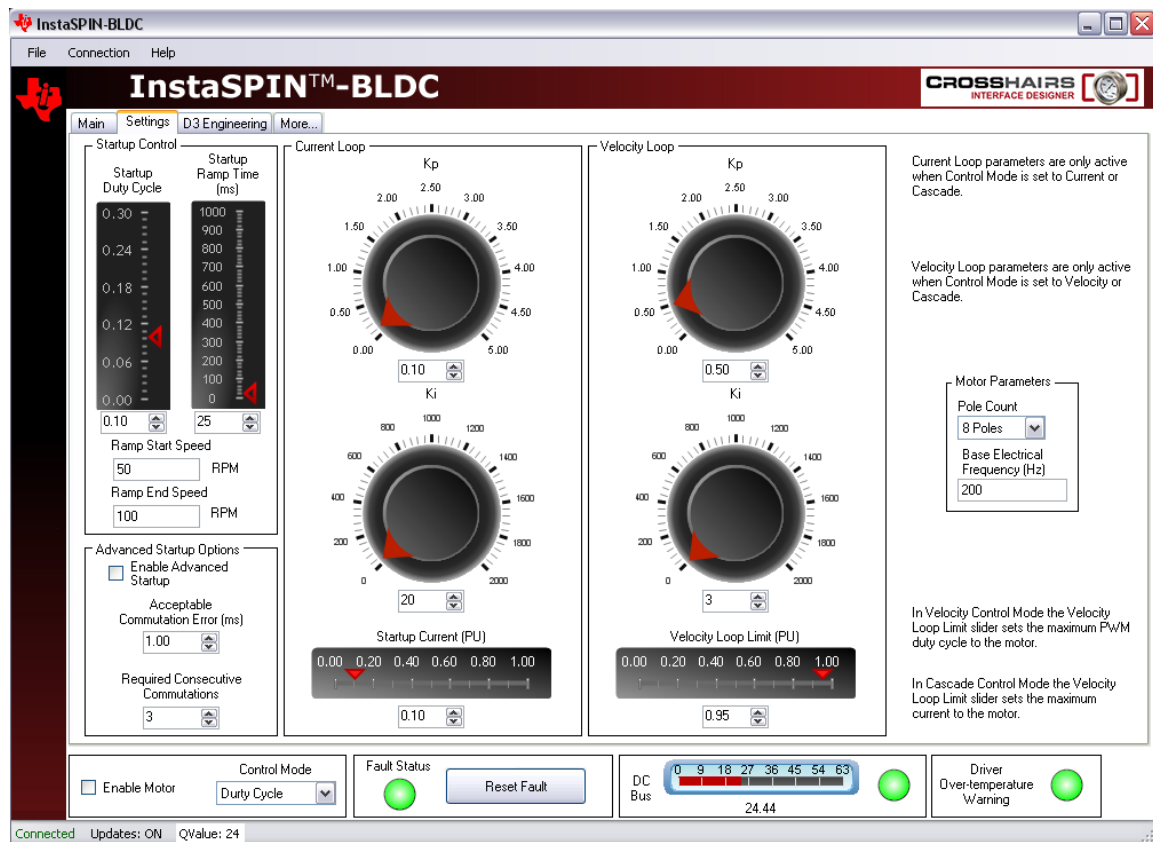 InstaSPIN-BLDC
File Connection Help
InstaSPIN™-BLDC
CROSSHAIRS
INTERFACE DESIGNER
Main Settings D3 Engineering More...
Startup Control
Startup
Duty Cycle
Startup
Ramp Time
(ms)
0.30
0.24
0.18
0.12
0.06
0.00
1000
900
800
700
600
500
400
300
200
100
0
0.10
25
Ramp Start Speed
50 RPM
Ramp End Speed
100 RPM
Advanced Startup Options
Enable Advanced
Startup
Acceptable
Commutation Error (ms)
1.00
Required Consecutive
Commutations
3
Current Loop
Kp
0.00 0.50 1.00 1.50 2.00 2.50 3.00 3.50 4.00 4.50 5.00
0.10
Ki
0 200 400 600 800 1000 1200 1400 1600 1800 2000
20
Startup Current (PU)
0.00 0.20 0.40 0.60 0.80 1.00
0.10
Velocity Loop
Kp
0.00 0.50 1.00 1.50 2.00 2.50 3.00 3.50 4.00 4.50 5.00
0.50
Ki
0 200 400 600 800 1000 1200 1400 1600 1800 2000
3
Velocity Loop Limit (PU)
0.00 0.20 0.40 0.60 0.80 1.00
0.95
Current Loop parameters are only active
when Control Mode is set to Current or
Cascade.
Velocity Loop parameters are only active
when Control Mode is set to Velocity or
Cascade.
Motor Parameters
Pole Count
8 Poles
Base Electrical
Frequency (Hz)
200
In Velocity Control Mode the Velocity
Loop Limit slider sets the maximum PWM
duty cycle to the motor.
In Cascade Control Mode the Velocity
Loop Limit slider sets the maximum
current to the motor.
Enable Motor
Control Mode
Durty Cycle
Fault Status
Reset Fault
DC
Bus
0 9 18 27 36 45 54 63
24.44
Driver
Over-temperature
Warning
Connected Updates: ON QValue: 24